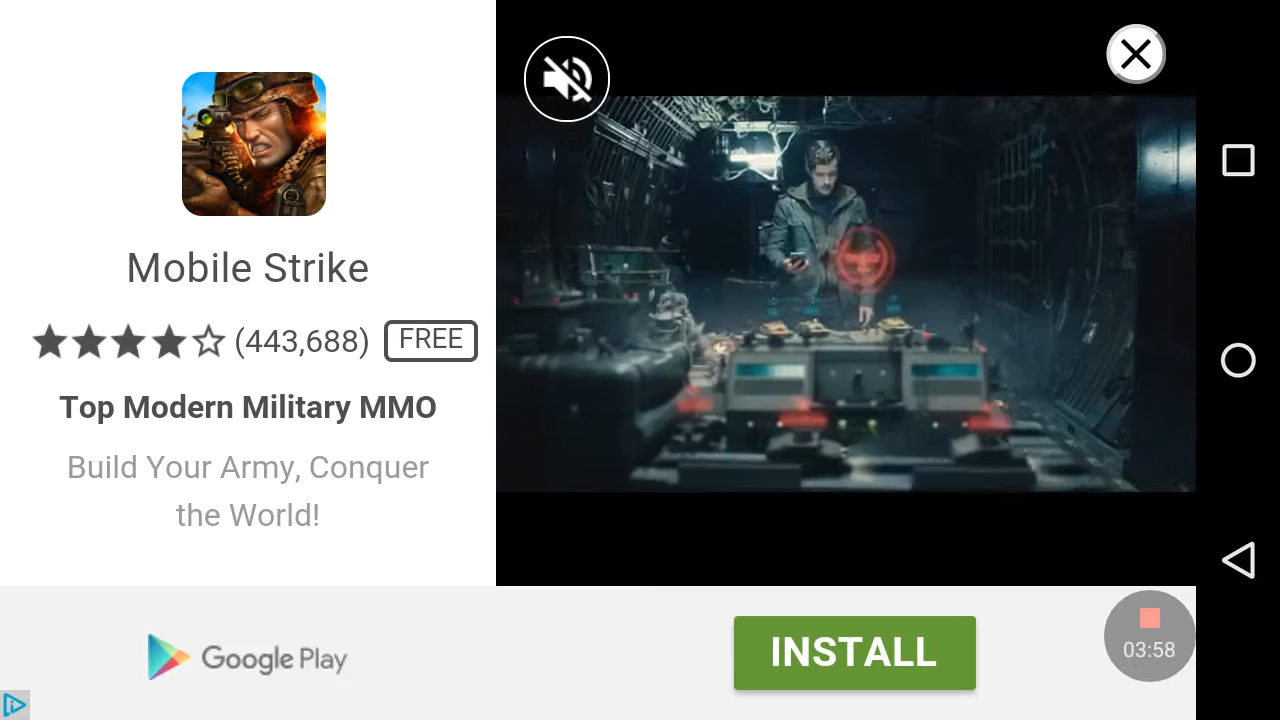 Mobile Strike
(443,688) FREE
Top Modern Military MMO
Build Your Army, Conquer
the World!
Google Play
INSTALL
03:58